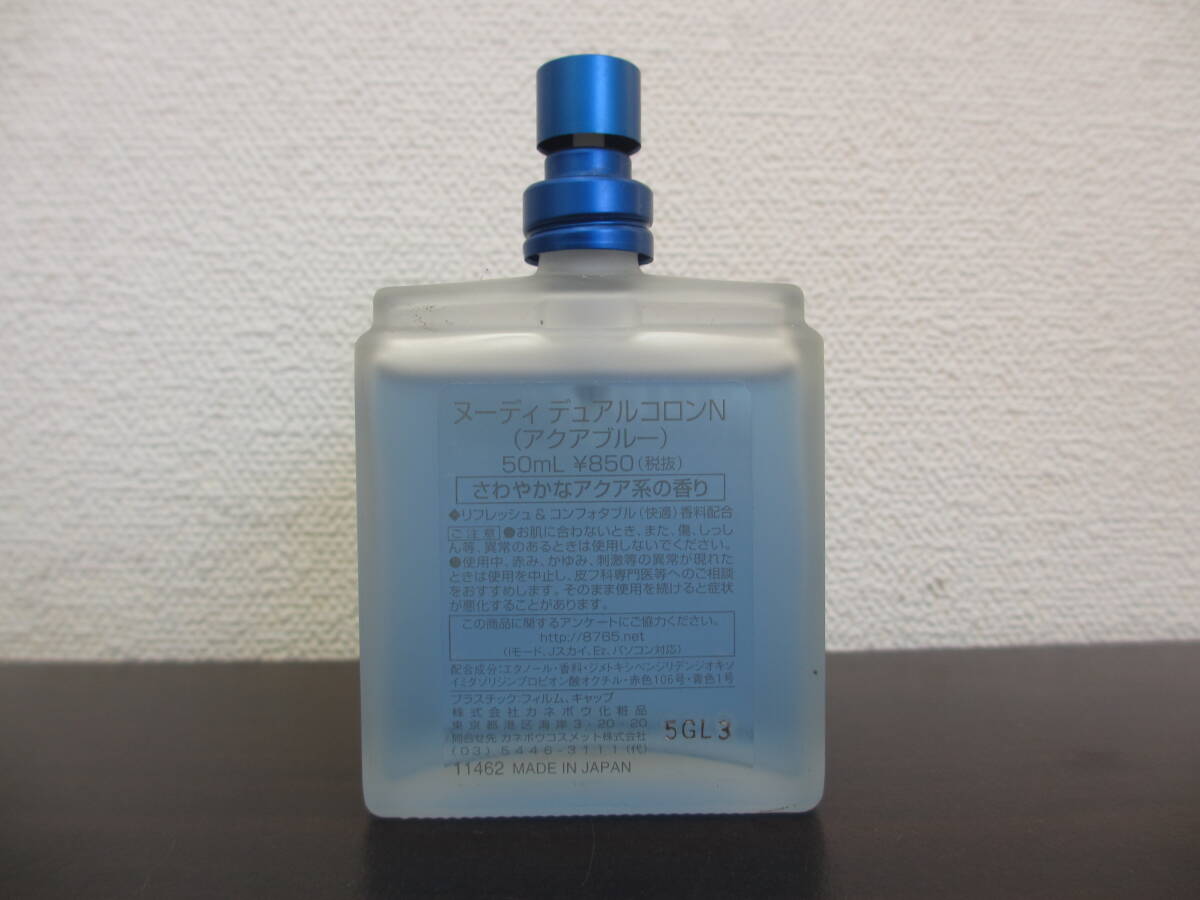 ヌーディ デュアルコロンN
(アクアブルー)
50mL ¥850(税抜)
さわやかなアクア系の香り
◆リフレッシュ & コンフォタブル(快適)香料配合
ご注意 ●お肌に合わないとき、また、傷、しっし
ん等、異常のあるときは使用しないでください。
●使用中、赤み、かゆみ、刺激等の異常が現れた
ときは使用を中止し、皮フ科専門医等へのご相談
をおすすめします。そのまま使用を続けると症状
が悪化することがあります。
この商品に関するアンケートにご協力ください。
http://8765.net
(iモード、Jスカイ、Ez、パソコン対応)
配合成分:エタノール・香料・ジメトキシベンジリデンジオキソ
イミダゾリジンプロピオン酸オクチル・赤色106号・青色1号
プラスチック:フィルム、キャップ
株式会社カネボウ化粧品
東京都港区海岸3-20-20
問合せ先 カネボウコスメット株式会社
(03)5446-3111(代)
5GL3
11462 MADE IN JAPAN